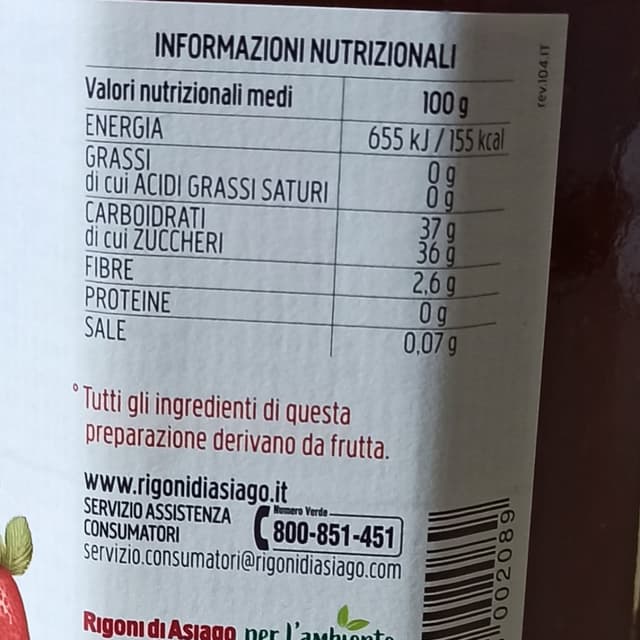 INFORMAZIONI NUTRIZIONALI
Valori nutrizionali medi 100 g
ENERGIA 655 kJ / 155 kcal
GRASSI 0 g
di cui ACIDI GRASSI SATURI 0 g
CARBOIDRATI 37 g
di cui ZUCCHERI 36 g
FIBRE 2,6 g
PROTEINE 0 g
SALE 0,07 g
rev.104.IT
° Tutti gli ingredienti di questa
preparazione derivano da frutta.
www.rigonidiasiago.it
SERVIZIO ASSISTENZA
CONSUMATORI
Numero Verde
800-851-451
servizio.consumatori@rigonidiasiago.com
Rigoni di Asiago per l'ambiente
002089